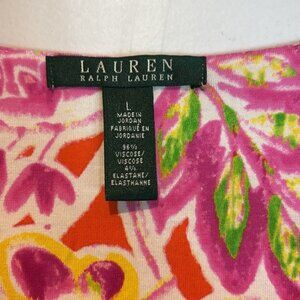 LAUREN
RALPH LAUREN
L
MADE IN
JORDAN
FABRIQUÉ EN
JORDANIE
96%
VISCOSE/
VISCOSE
4%
ELASTANE/
ELASTHANNE